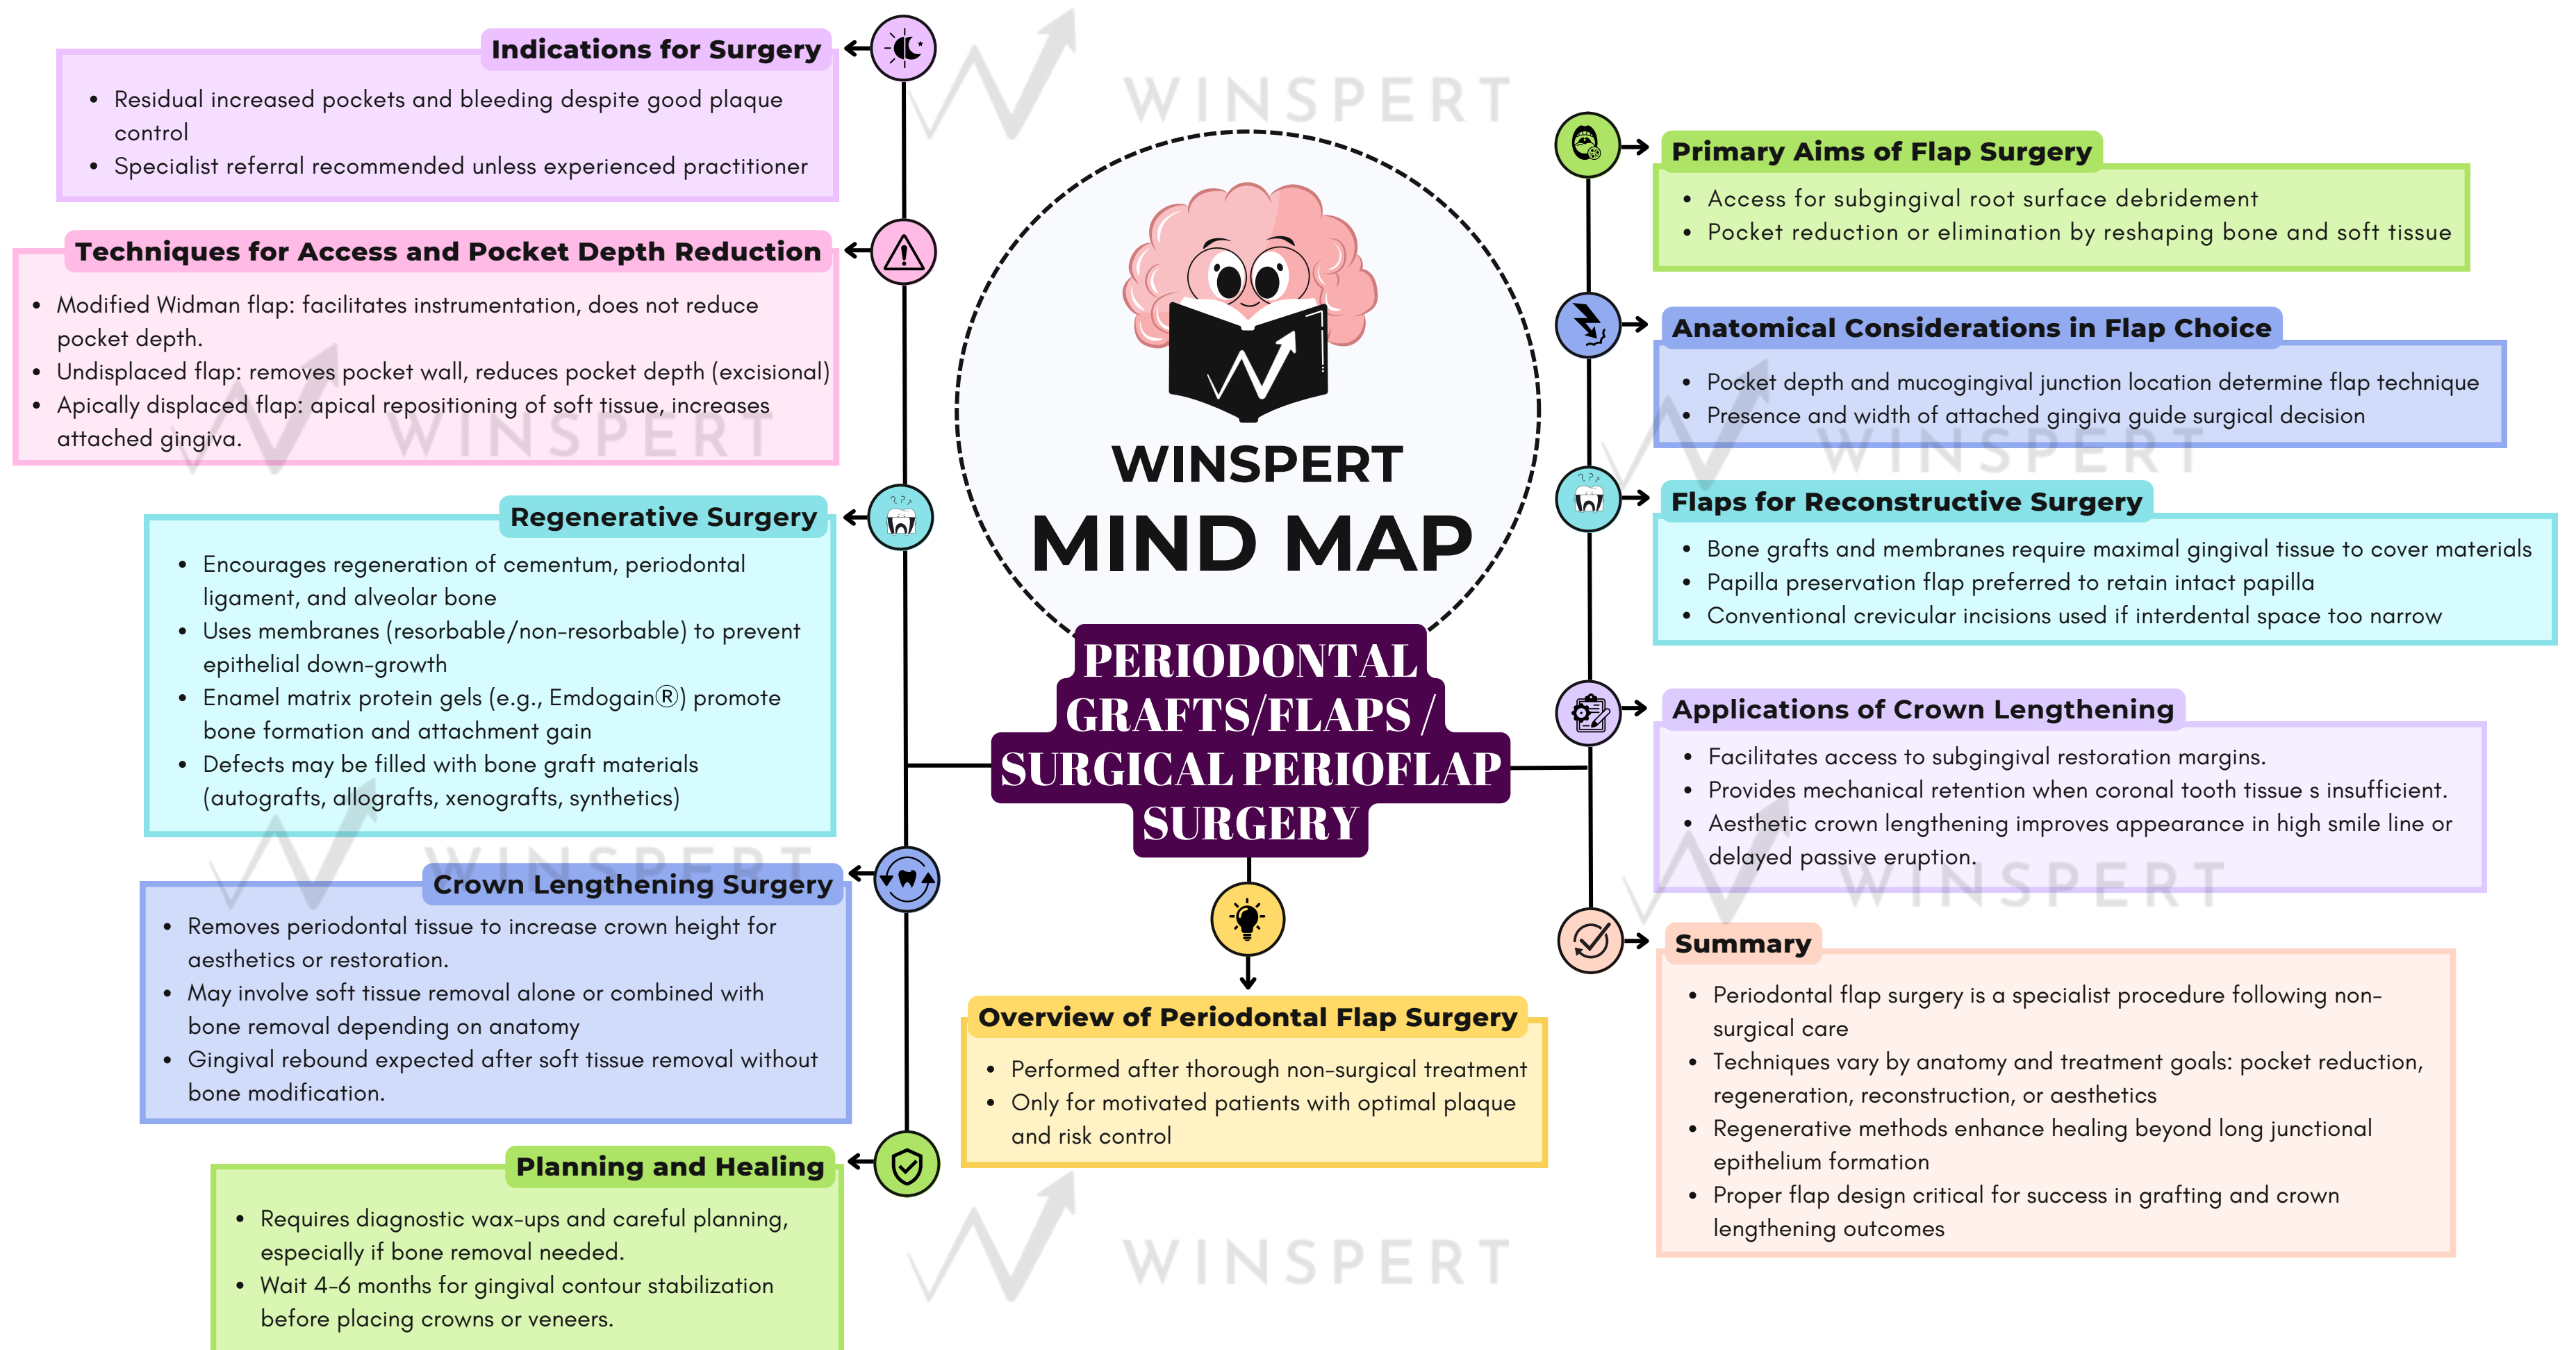 Indications for Surgery
• Residual increased pockets and bleeding despite good plaque
control
• Specialist referral recommended unless experienced practitioner
Techniques for Access and Pocket Depth Reduction
• Modified Widman flap: facilitates instrumentation, does not reduce
pocket depth.
• Undisplaced flap: removes pocket wall, reduces pocket depth (excisional)
• Apically displaced flap: apical repositioning of soft tissue, increases
attached gingiva.
Regenerative Surgery
• Encourages regeneration of cementum, periodontal
ligament, and alveolar bone
• Uses membranes (resorbable/non-resorbable) to prevent
epithelial down-growth
• Enamel matrix protein gels (e.g., Emdogain®) promote
bone formation and attachment gain
• Defects may be filled with bone graft materials
(autografts, allografts, xenografts, synthetics)
Crown Lengthening Surgery
• Removes periodontal tissue to increase crown height for
aesthetics or restoration.
• May involve soft tissue removal alone or combined with
bone removal depending on anatomy
• Gingival rebound expected after soft tissue removal without
bone modification.
Planning and Healing
• Requires diagnostic wax-ups and careful planning,
especially if bone removal needed.
• Wait 4-6 months for gingival contour stabilization
before placing crowns or veneers.
WINSPERT
WINSPERT
MIND MAP
PERIODONTAL
GRAFTS/FLAPS /
SURGICAL PERIOFLAP
SURGERY
Overview of Periodontal Flap Surgery
• Performed after thorough non-surgical treatment
• Only for motivated patients with optimal plaque
and risk control
WINSPERT
Primary Aims of Flap Surgery
• Access for subgingival root surface debridement
• Pocket reduction or elimination by reshaping bone and soft tissue
Anatomical Considerations in Flap Choice
• Pocket depth and mucogingival junction location determine flap technique
• Presence and width of attached gingiva guide surgical decision
WINSPERT
Flaps for Reconstructive Surgery
• Bone grafts and membranes require maximal gingival tissue to cover materials
• Papilla preservation flap preferred to retain intact papilla
• Conventional crevicular incisions used if interdental space too narrow
Applications of Crown Lengthening
• Facilitates access to subgingival restoration margins.
• Provides mechanical retention when coronal tooth tissue s insufficient.
• Aesthetic crown lengthening improves appearance in high smile line or
delayed passive eruption.
WINSPERT
Summary
• Periodontal flap surgery is a specialist procedure following non-
surgical care
• Techniques vary by anatomy and treatment goals: pocket reduction,
regeneration, reconstruction, or aesthetics
• Regenerative methods enhance healing beyond long junctional
epithelium formation
• Proper flap design critical for success in grafting and crown
lengthening outcomes
WINSPERT
WINSPERT